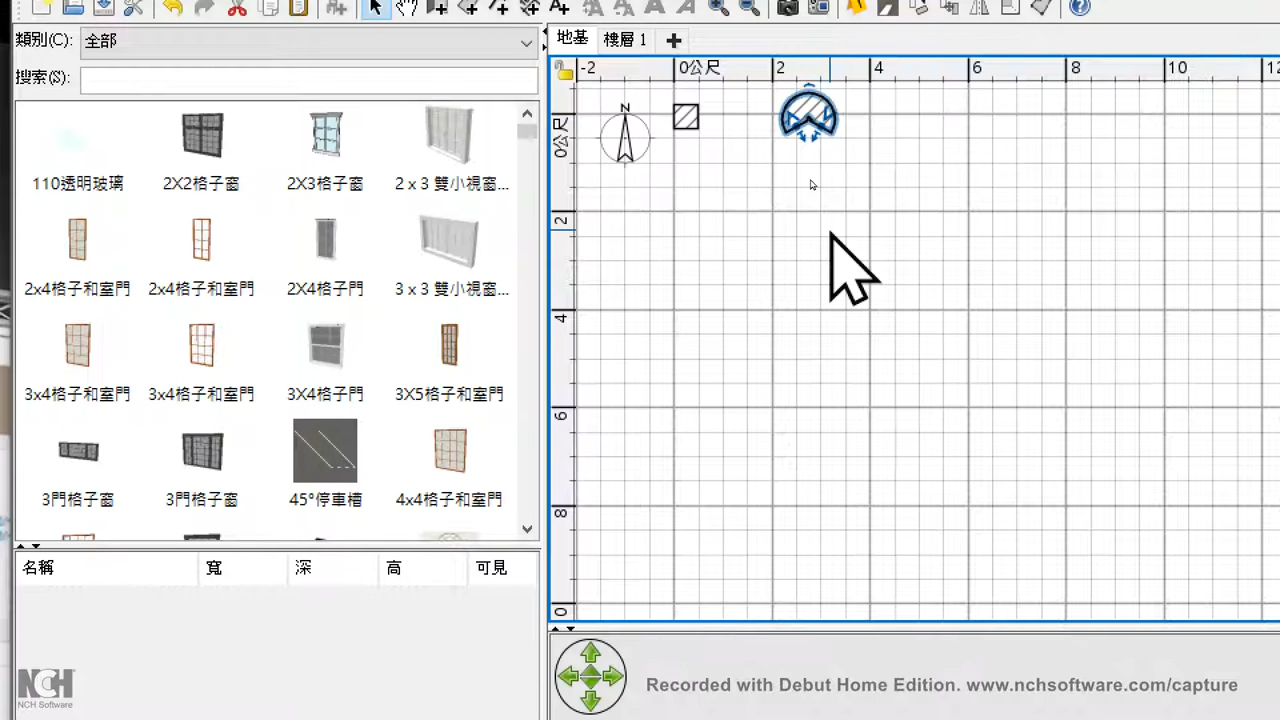 類別(C):
全部
搜索(S):
110透明玻璃
2X2格子窗
2X3格子窗
2 x 3 雙小視窗...
2x4格子和室門
2x4格子和室門
2X4格子門
3 x 3 雙小視窗...
3x4格子和室門
3x4格子和室門
3X4格子門
3X5格子和室門
3門格子窗
3門格子窗
45°停車槽
4x4格子和室門
名稱
寬
深
高
可見
NCH
NCH Software
地基
樓層 1
-2
0公尺
2
4
6
8
10
12
N
0公尺
2
4
6
8
0
Recorded with Debut Home Edition. www.nchsoftware.com/capture